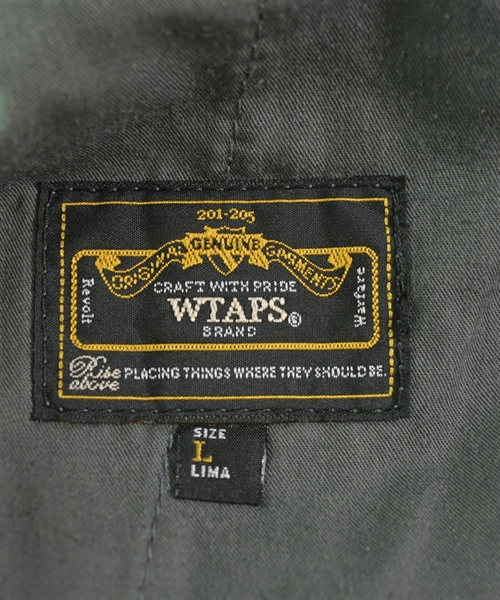 201-205
ORIGINAL GENUINE GARMENT
CRAFT WITH PRIDE
Revolt
WTAPS®
Warfare
BRAND
Rise above
PLACING THINGS WHERE THEY SHOULD BE.
SIZE
L
LIMA